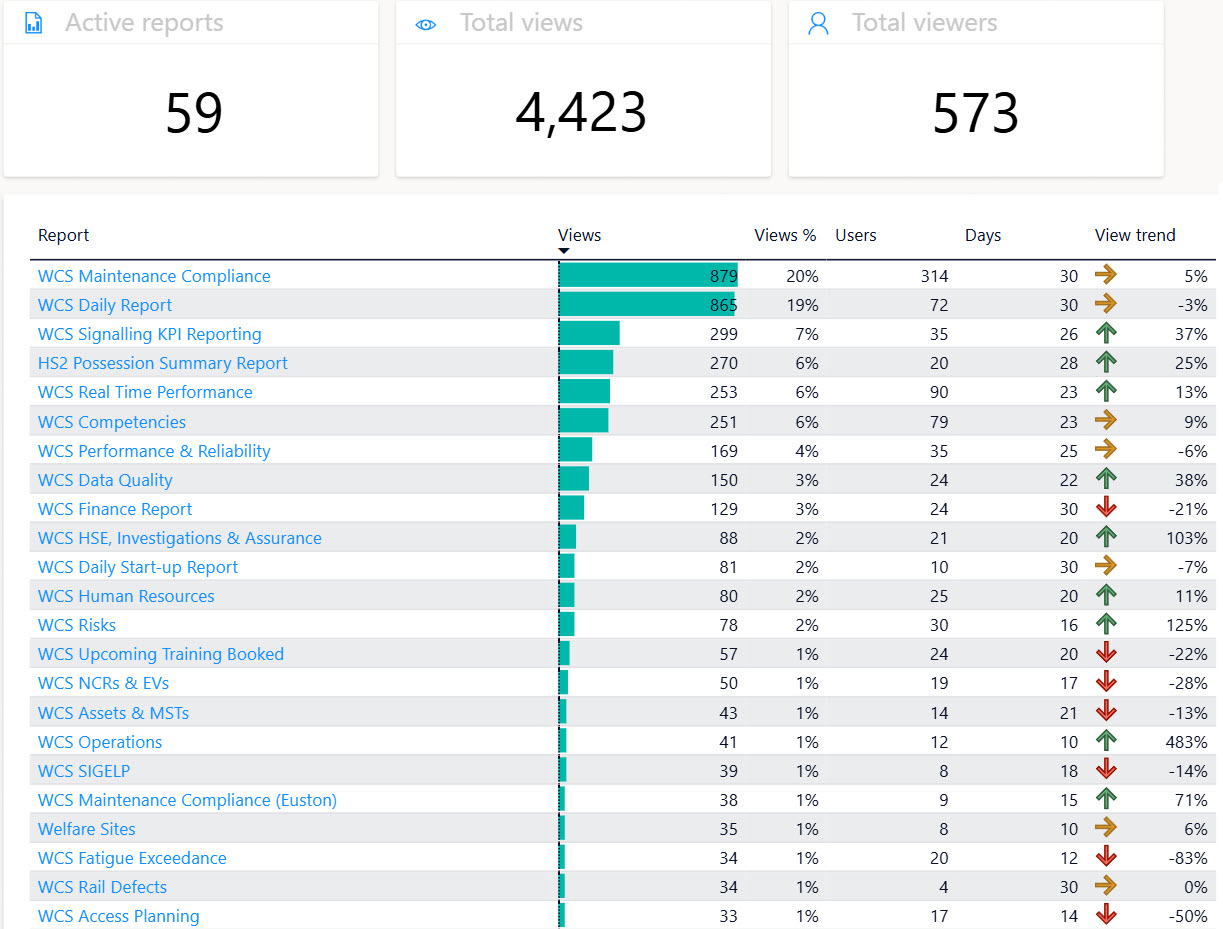 Active reports
Total views
Total viewers
59
4,423
573
Report Views Views % Users Days View trend
WCS Maintenance Compliance 879 20% 314 30 5%
WCS Daily Report 865 19% 72 30 -3%
WCS Signalling KPI Reporting 299 7% 35 26 37%
HS2 Possession Summary Report 270 6% 20 28 25%
WCS Real Time Performance 253 6% 90 23 13%
WCS Competencies 251 6% 79 23 9%
WCS Performance & Reliability 169 4% 35 25 -6%
WCS Data Quality 150 3% 24 22 38%
WCS Finance Report 129 3% 24 30 -21%
WCS HSE, Investigations & Assurance 88 2% 21 20 103%
WCS Daily Start-up Report 81 2% 10 30 -7%
WCS Human Resources 80 2% 25 20 11%
WCS Risks 78 2% 30 16 125%
WCS Upcoming Training Booked 57 1% 24 20 -22%
WCS NCRs & EVs 50 1% 19 17 -28%
WCS Assets & MSTs 43 1% 14 21 -13%
WCS Operations 41 1% 12 10 483%
WCS SIGELP 39 1% 8 18 -14%
WCS Maintenance Compliance (Euston) 38 1% 9 15 71%
Welfare Sites 35 1% 8 10 6%
WCS Fatigue Exceedance 34 1% 20 12 -83%
WCS Rail Defects 34 1% 4 30 0%
WCS Access Planning 33 1% 17 14 -50%